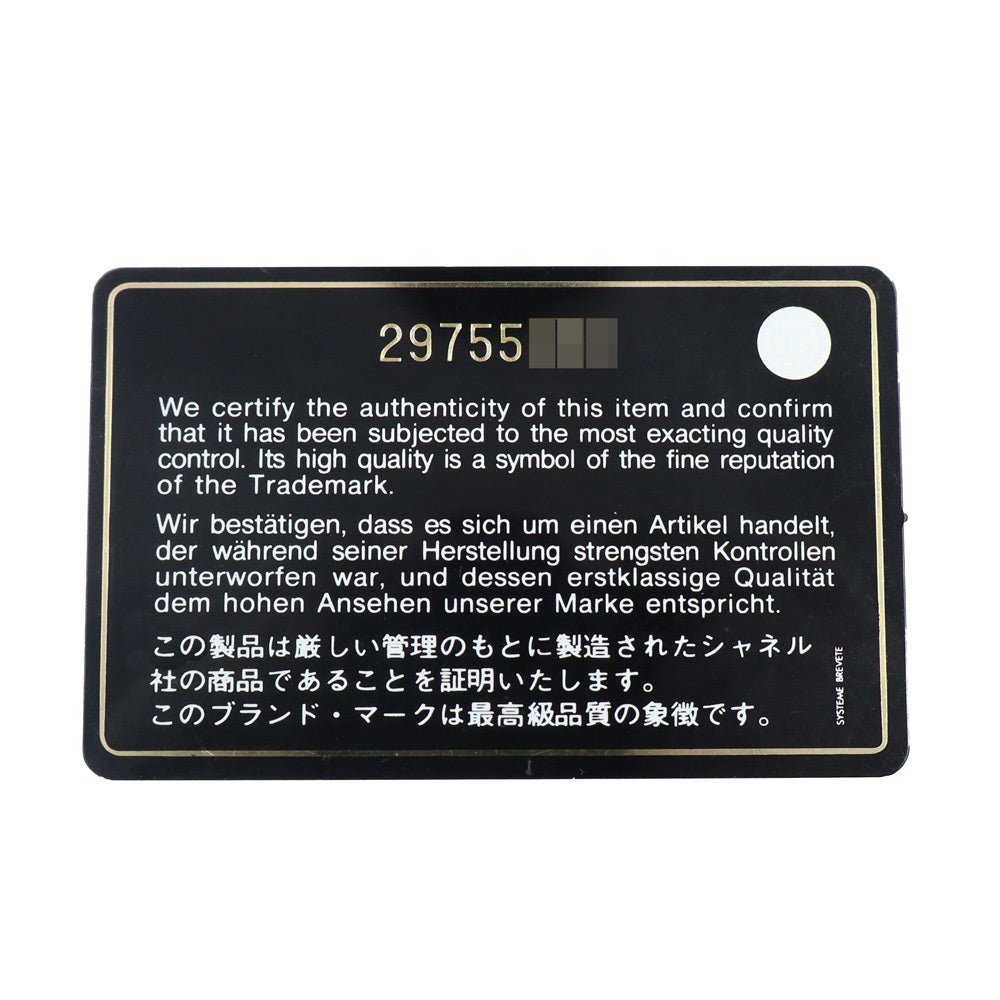 29755
We certify the authenticity of this item and confirm
that it has been subjected to the most exacting quality
control. Its high quality is a symbol of the fine reputation
of the Trademark.
Wir bestätigen, dass es sich um einen Artikel handelt,
der während seiner Herstellung strengsten Kontrollen
unterworfen war, und dessen erstklassige Qualität
dem hohen Ansehen unserer Marke entspricht.
この製品は厳しい管理のもとに製造されたシャネル
社の商品であることを証明いたします。
このブランド・マークは最高級品質の象徴です。
SYSTEME BREVETE